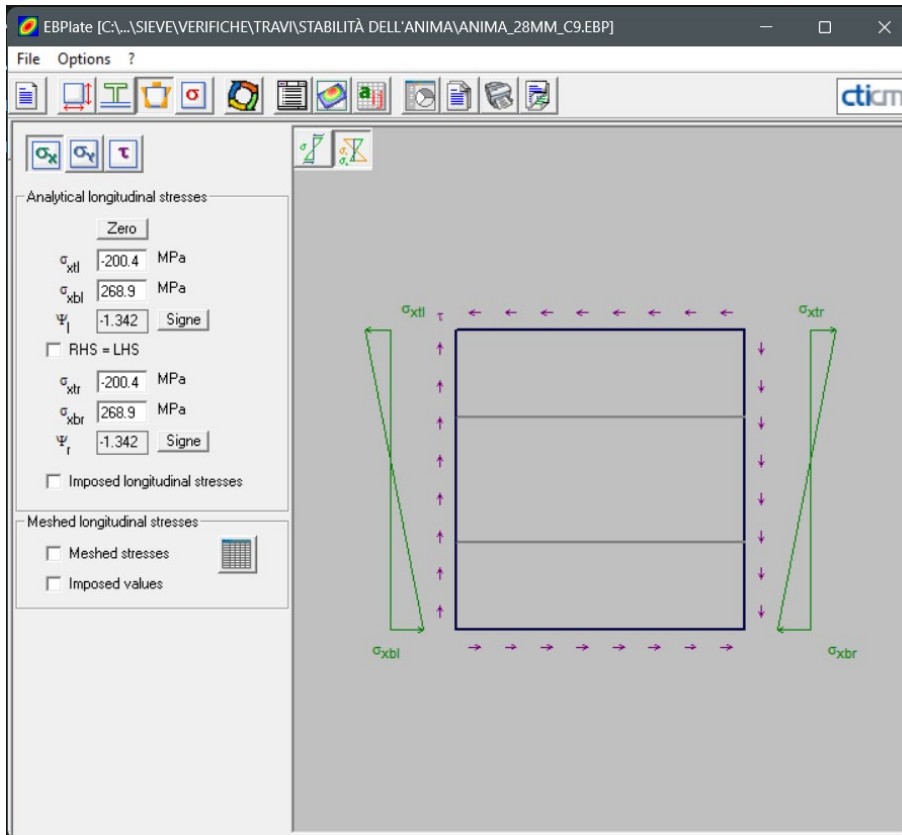 EBPlate [C:\...\SIEVE\VERIFICHE\TRAVI\STABILITÀ DELL'ANIMA\ANIMA_28MM_C9.EBP]
File Options ?
σ
a
cticm
σX σY τ
σ σ σ
Analytical longitudinal stresses
Zero
σxtl -200.4 MPa
σxbl 268.9 MPa
Ψl -1.342 Signe
RHS = LHS
σxtr -200.4 MPa
σxbr 268.9 MPa
Ψr -1.342 Signe
Imposed longitudinal stresses
Meshed longitudinal stresses
Meshed stresses
Imposed values
σxtl τ σxtr
σxbl σxbr